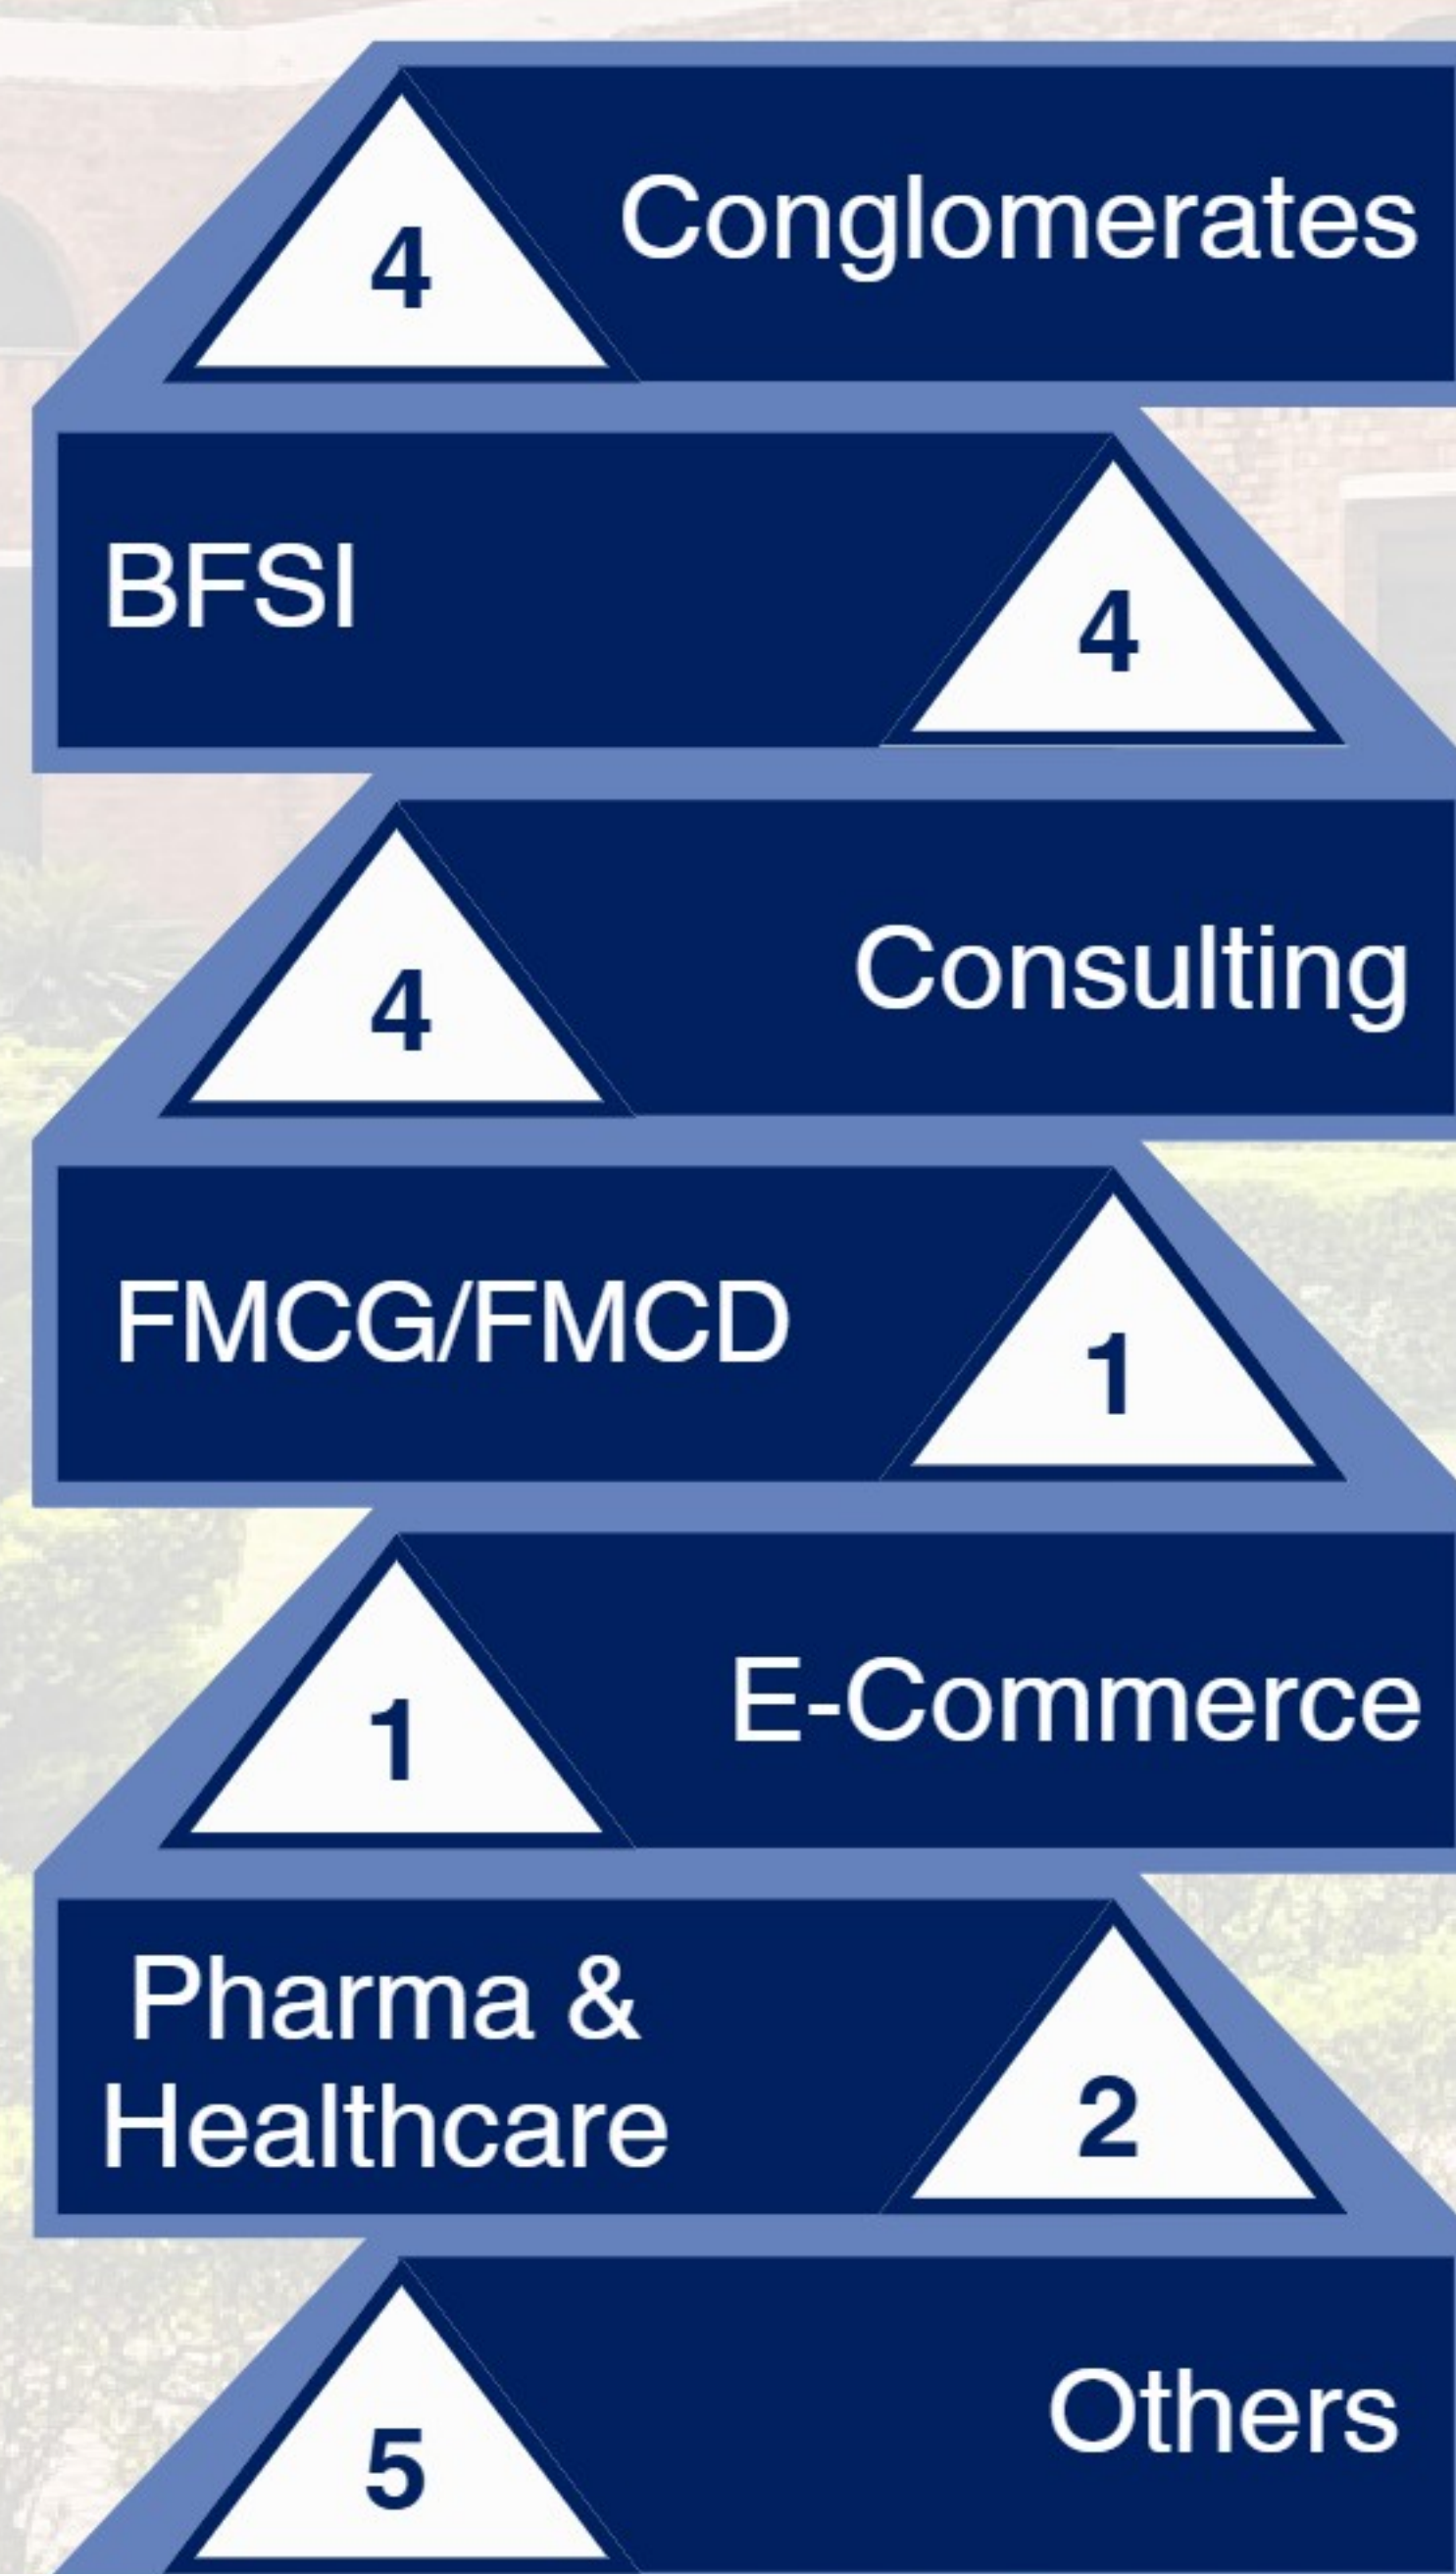 4 Conglomerates
BFSI 4
4 Consulting
FMCG/FMCD 1
1 E-Commerce
Pharma &
Healthcare 2
5 Others